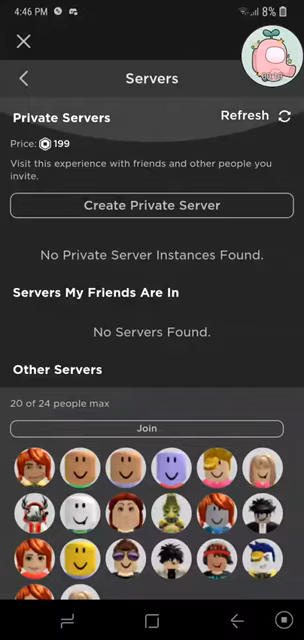 4:46 PM
8%
Servers
Private Servers
Refresh
Price: 199
Visit this experience with friends and other people you
invite.
Create Private Server
No Private Server Instances Found.
Servers My Friends Are In
No Servers Found.
Other Servers
20 of 24 people max
Join